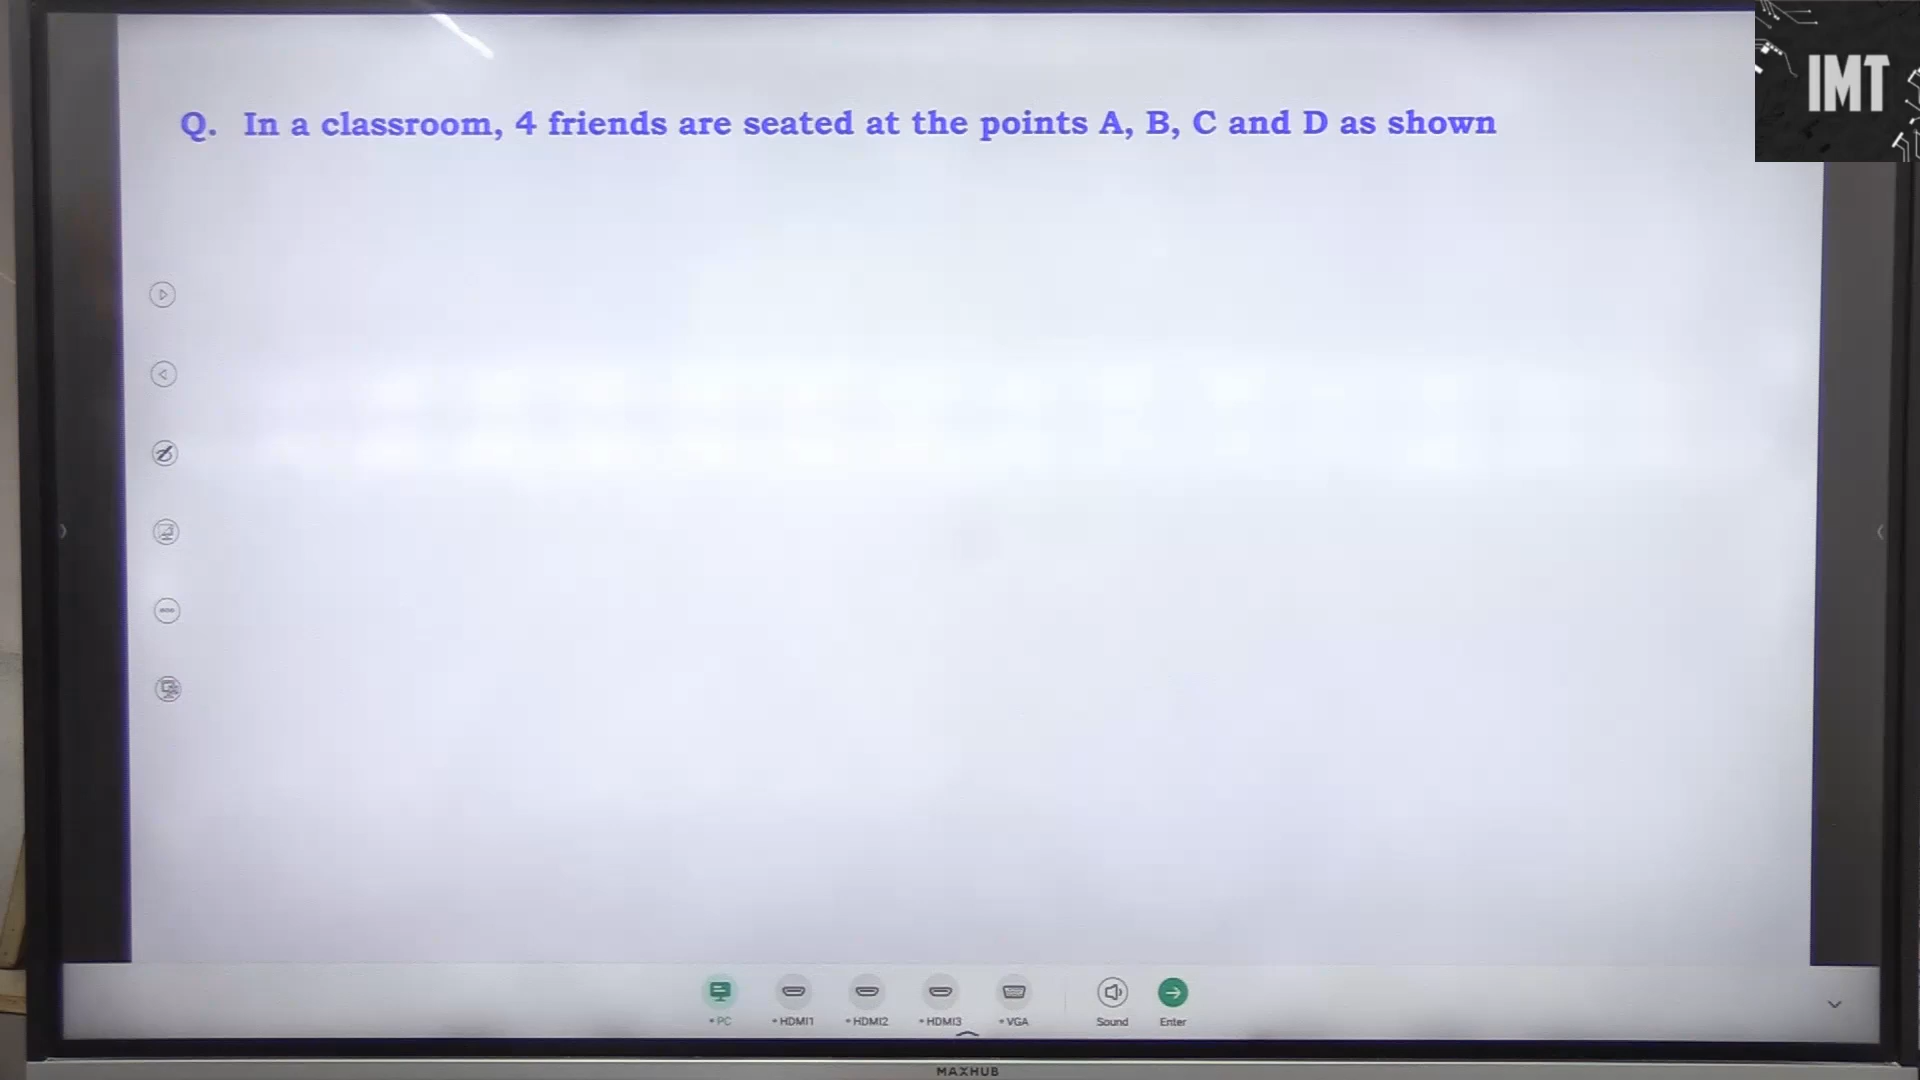 IMT
Q. In a classroom, 4 friends are seated at the points A, B, C and D as shown
PC HDMI1 HDMI2 HDMI3 VGA Sound Enter
MAXHUB